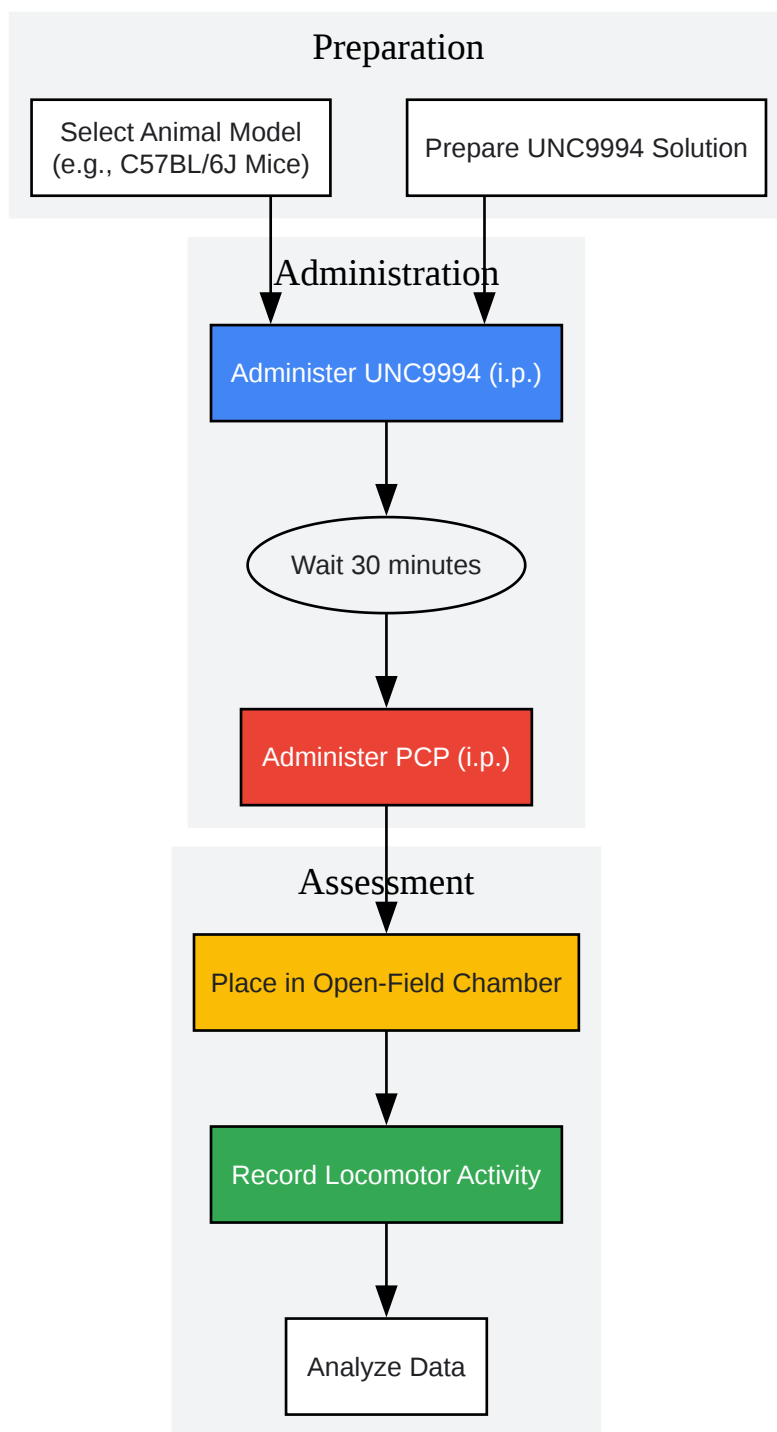 Preparation
Select Animal Model
(e.g., C57BL/6J Mice)
Prepare UNC9994 Solution
Administration
Administer UNC9994 (i.p.)
Wait 30 minutes
Administer PCP (i.p.)
Assessment
Place in Open-Field Chamber
Record Locomotor Activity
Analyze Data